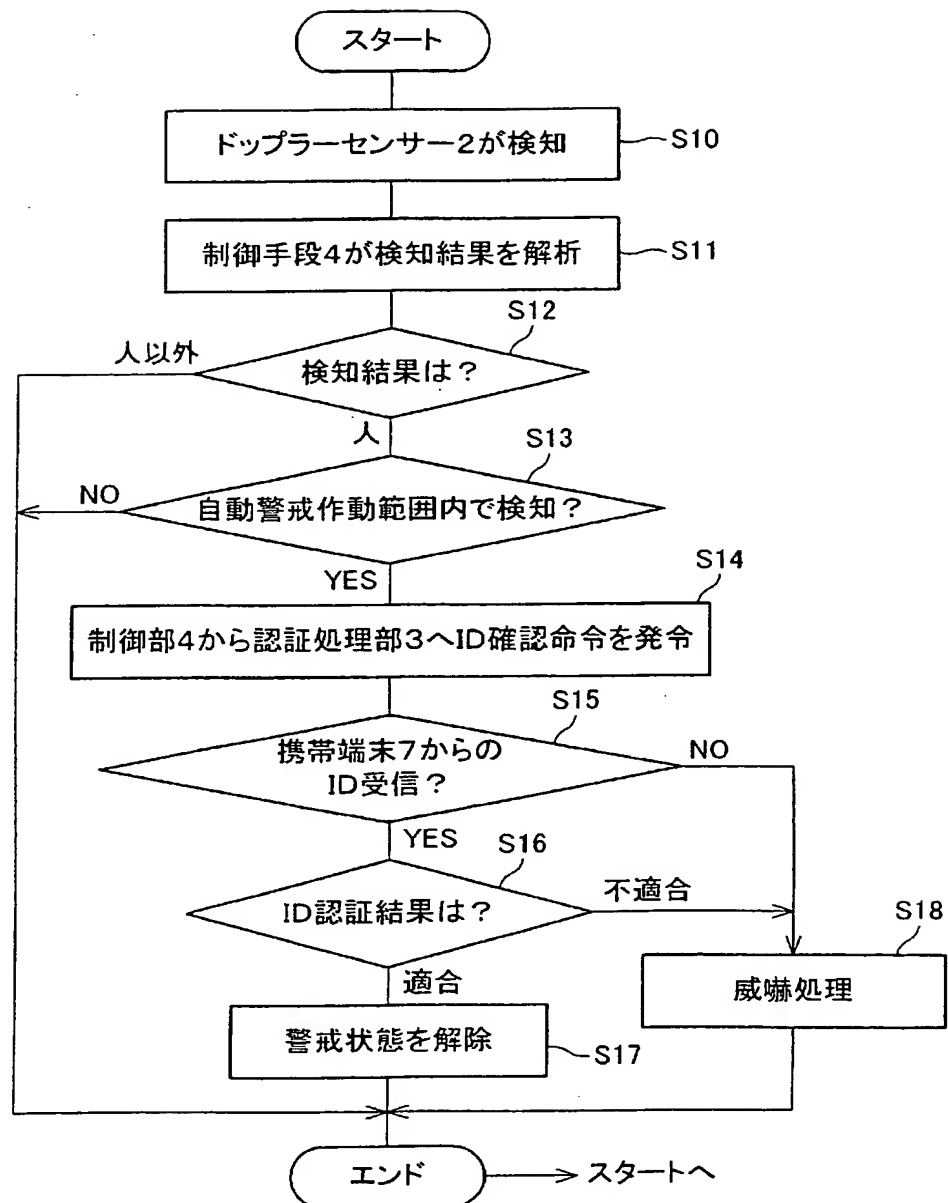 スタート
ドップラーセンサー2が検知
S10
制御手段4が検知結果を解析
S11
S12
人以外
検知結果は?
人
S13
NO
自動警戒作動範囲内で検知?
YES
S14
制御部4から認証処理部3へID確認命令を発令
S15
携帯端末7からの
ID受信?
NO
YES
S16
ID認証結果は?
不適合
適合
S18
威嚇処理
警戒状態を解除
S17
エンド
スタートへ